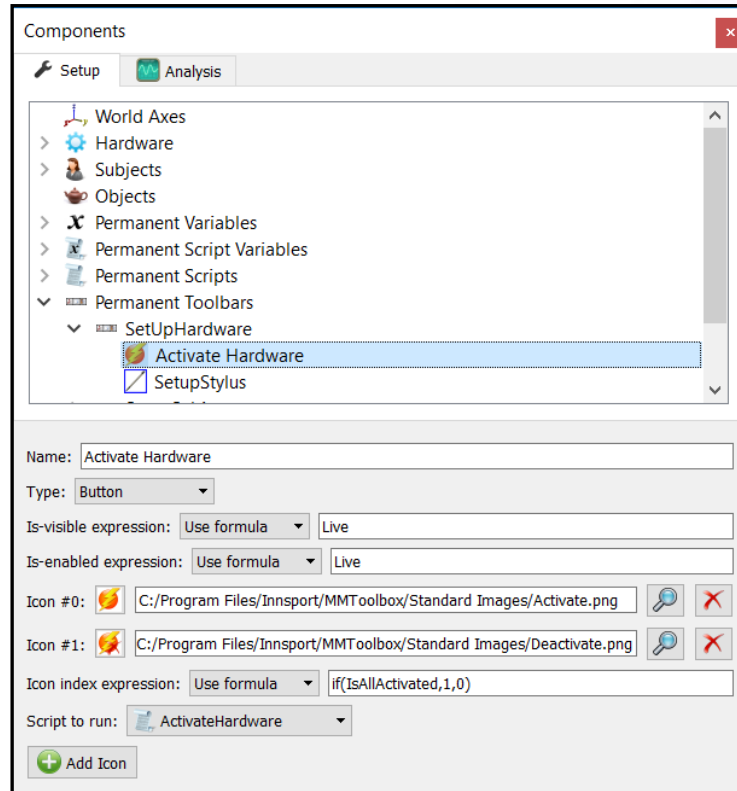 Components
Setup
Analysis
World Axes
Hardware
Subjects
Objects
x Permanent Variables
x Permanent Script Variables
Permanent Scripts
Permanent Toolbars
SetUpHardware
Activate Hardware
SetupStylus
Name: Activate Hardware
Type: Button
Is-visible expression: Use formula Live
Is-enabled expression: Use formula Live
Icon #0: C:/Program Files/Innsport/MMToolbox/Standard Images/Activate.png
Icon #1: C:/Program Files/Innsport/MMToolbox/Standard Images/Deactivate.png
Icon index expression: Use formula if(IsAllActivated,1,0)
Script to run: ActivateHardware
Add Icon